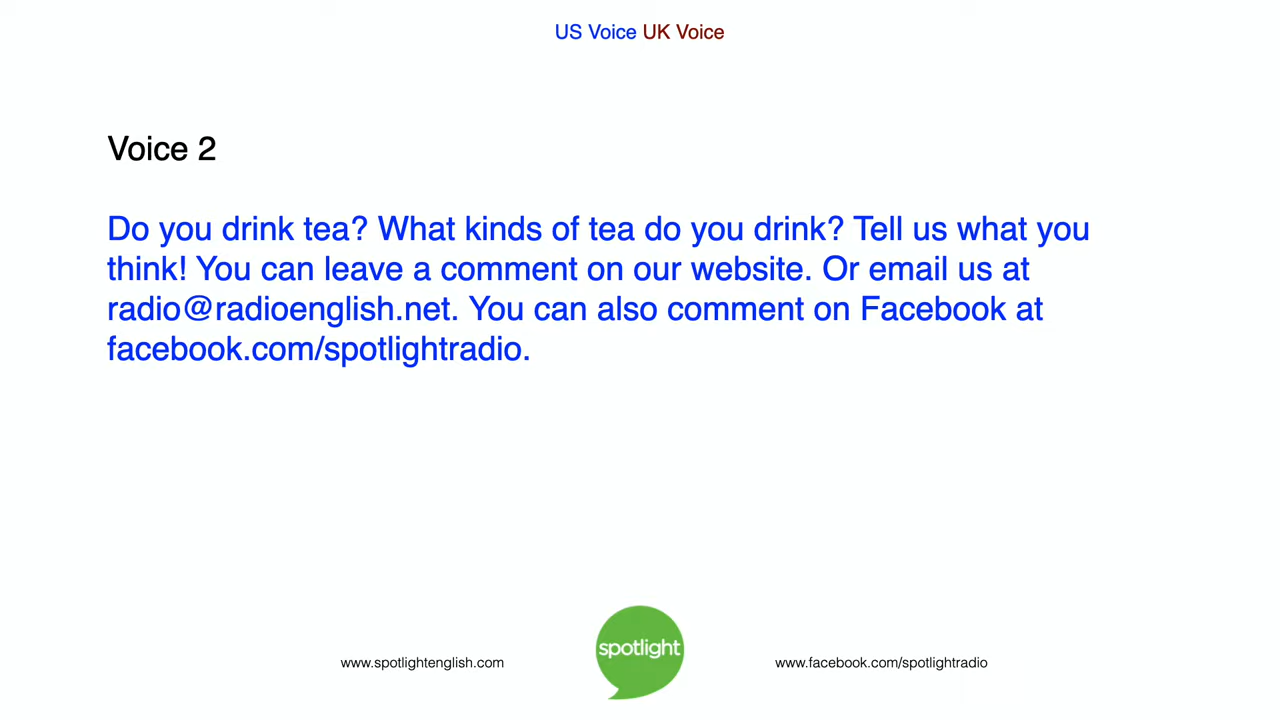 US Voice UK Voice
Voice 2
Do you drink tea? What kinds of tea do you drink? Tell us what you
think! You can leave a comment on our website. Or email us at
radio@radioenglish.net. You can also comment on Facebook at
facebook.com/spotlightradio.
www.spotlightenglish.com
spotlight
www.facebook.com/spotlightradio